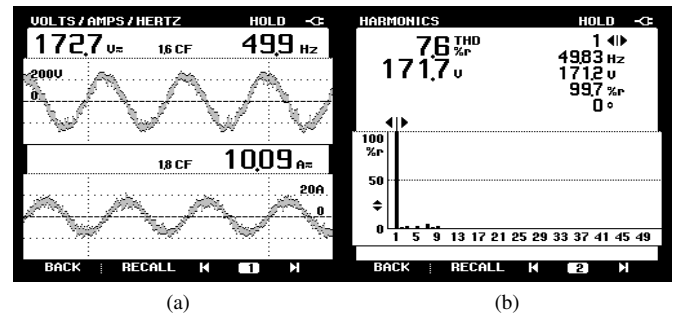 VOLTS/AMPS/HERTZ HOLD
172,7 V≂ 1,6 CF 49,9 Hz
200V
0
1,8 CF 10,09 A≂
20A
0
BACK RECALL 1
(a)
HARMONICS HOLD
7,6 THD %r
171,7 V
1
49,83 Hz
171,2 V
99,7 %r
0 °
100
%r
50
0
1 5 9 13 17 21 25 29 33 37 41 45 49
BACK RECALL 2
(b)